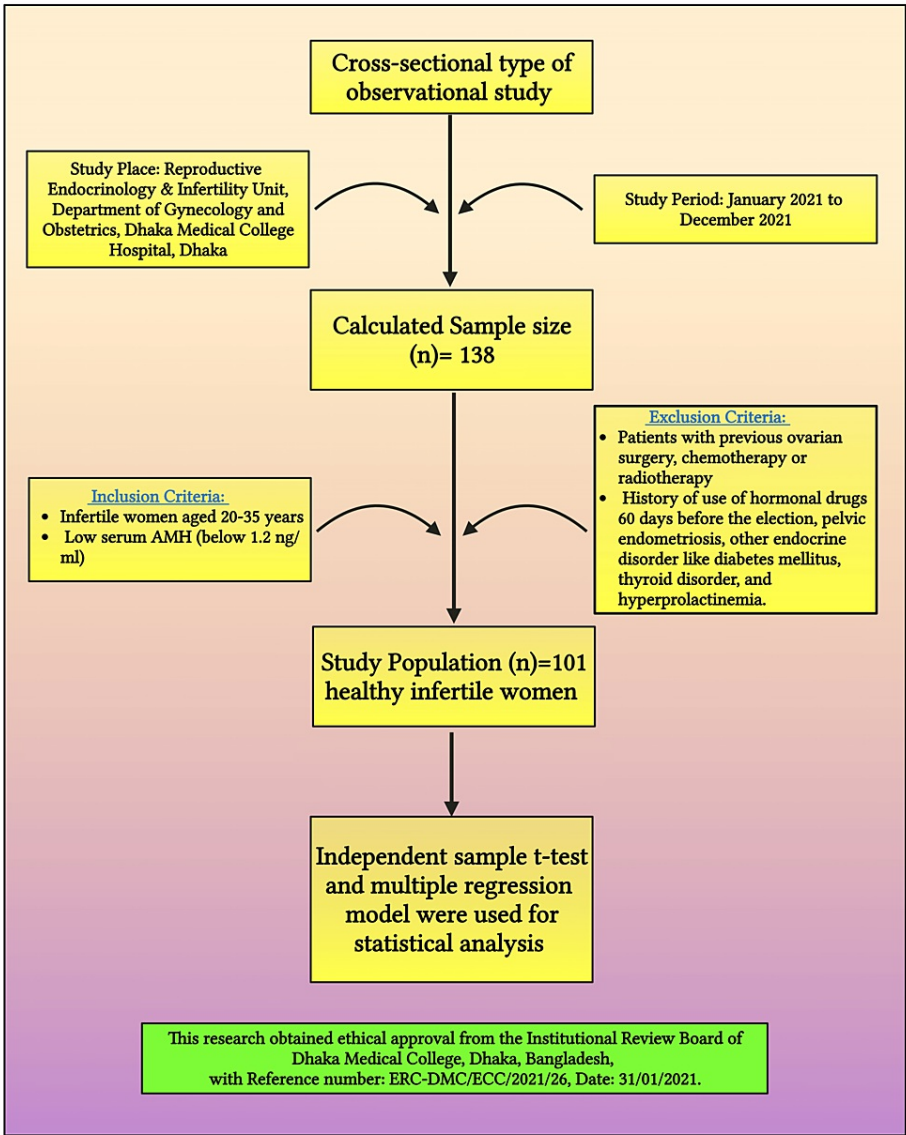 Cross-sectional type of
observational study
Study Place: Reproductive
Endocrinology & Infertility Unit,
Department of Gynecology and
Obstetrics, Dhaka Medical College
Hospital, Dhaka
Study Period: January 2021 to
December 2021
Calculated Sample size
(n)= 138
Inclusion Criteria:
• Infertile women aged 20-35 years
• Low serum AMH (below 1.2 ng/
ml)
Exclusion Criteria:
• Patients with previous ovarian
surgery, chemotherapy or
radiotherapy
• History of use of hormonal drugs
60 days before the election, pelvic
endometriosis, other endocrine
disorder like diabetes mellitus,
thyroid disorder, and
hyperprolactinemia.
Study Population (n)=101
healthy infertile women
Independent sample t-test
and multiple regression
model were used for
statistical analysis
This research obtained ethical approval from the Institutional Review Board of
Dhaka Medical College, Dhaka, Bangladesh,
with Reference number: ERC-DMC/ECC/2021/26, Date: 31/01/2021.